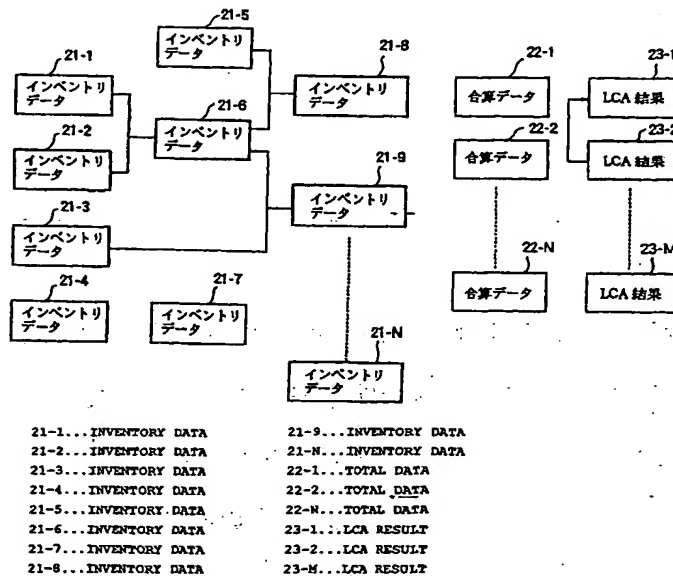 21-5
インベントリ
データ
21-1
インベントリ
データ
21-6
インベントリ
データ
21-8
インベントリ
データ
21-2
インベントリ
データ
21-9
インベントリ
データ
21-3
インベントリ
データ
21-4
インベントリ
データ
21-7
インベントリ
データ
21-N
インベントリ
データ
22-1
合算データ
22-2
合算データ
22-N
合算データ
23-1
LCA 結果
23-2
LCA 結果
23-M
LCA 結果
21-1...INVENTORY DATA
21-2...INVENTORY DATA
21-3...INVENTORY DATA
21-4...INVENTORY DATA
21-5...INVENTORY DATA
21-6...INVENTORY DATA
21-7...INVENTORY DATA
21-8...INVENTORY DATA
21-9...INVENTORY DATA
21-N...INVENTORY DATA
22-1...TOTAL DATA
22-2...TOTAL DATA
22-N...TOTAL DATA
23-1...LCA RESULT
23-2...LCA RESULT
23-M...LCA RESULT